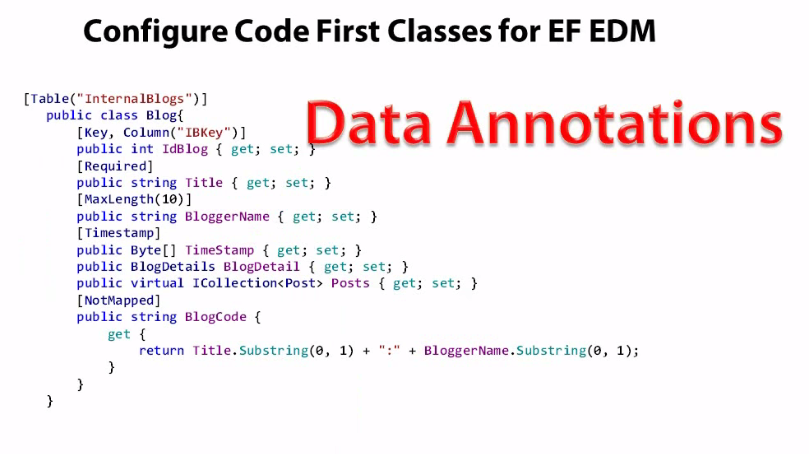 Configure Code First Classes for EF EDM
Data Annotations
[Table("InternalBlogs")]
public class Blog{
[Key, Column("IBKey")]
public int IdBlog { get; set; }
[Required]
public string Title { get; set; }
[MaxLength(10)]
public string BloggerName { get; set; }
[Timestamp]
public Byte[] TimeStamp { get; set; }
public BlogDetails BlogDetail { get; set; }
public virtual ICollection<Post> Posts { get; set; }
[NotMapped]
public string BlogCode {
get {
return Title.Substring(0, 1) + ":" + BloggerName.Substring(0, 1);
}
}
}